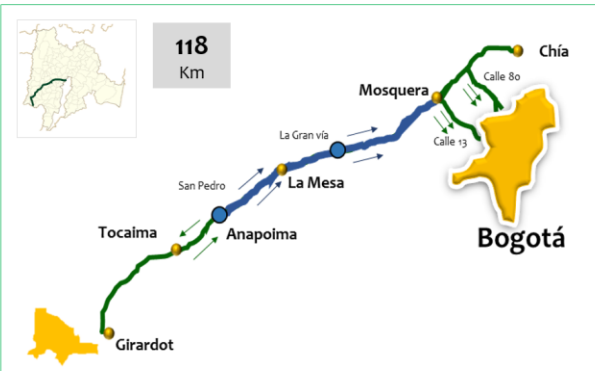 118
Km
Chía
Calle 80
Mosquera
La Gran vía
Calle 13
La Mesa
San Pedro
Bogotá
Tocaima
Anapoima
Girardot